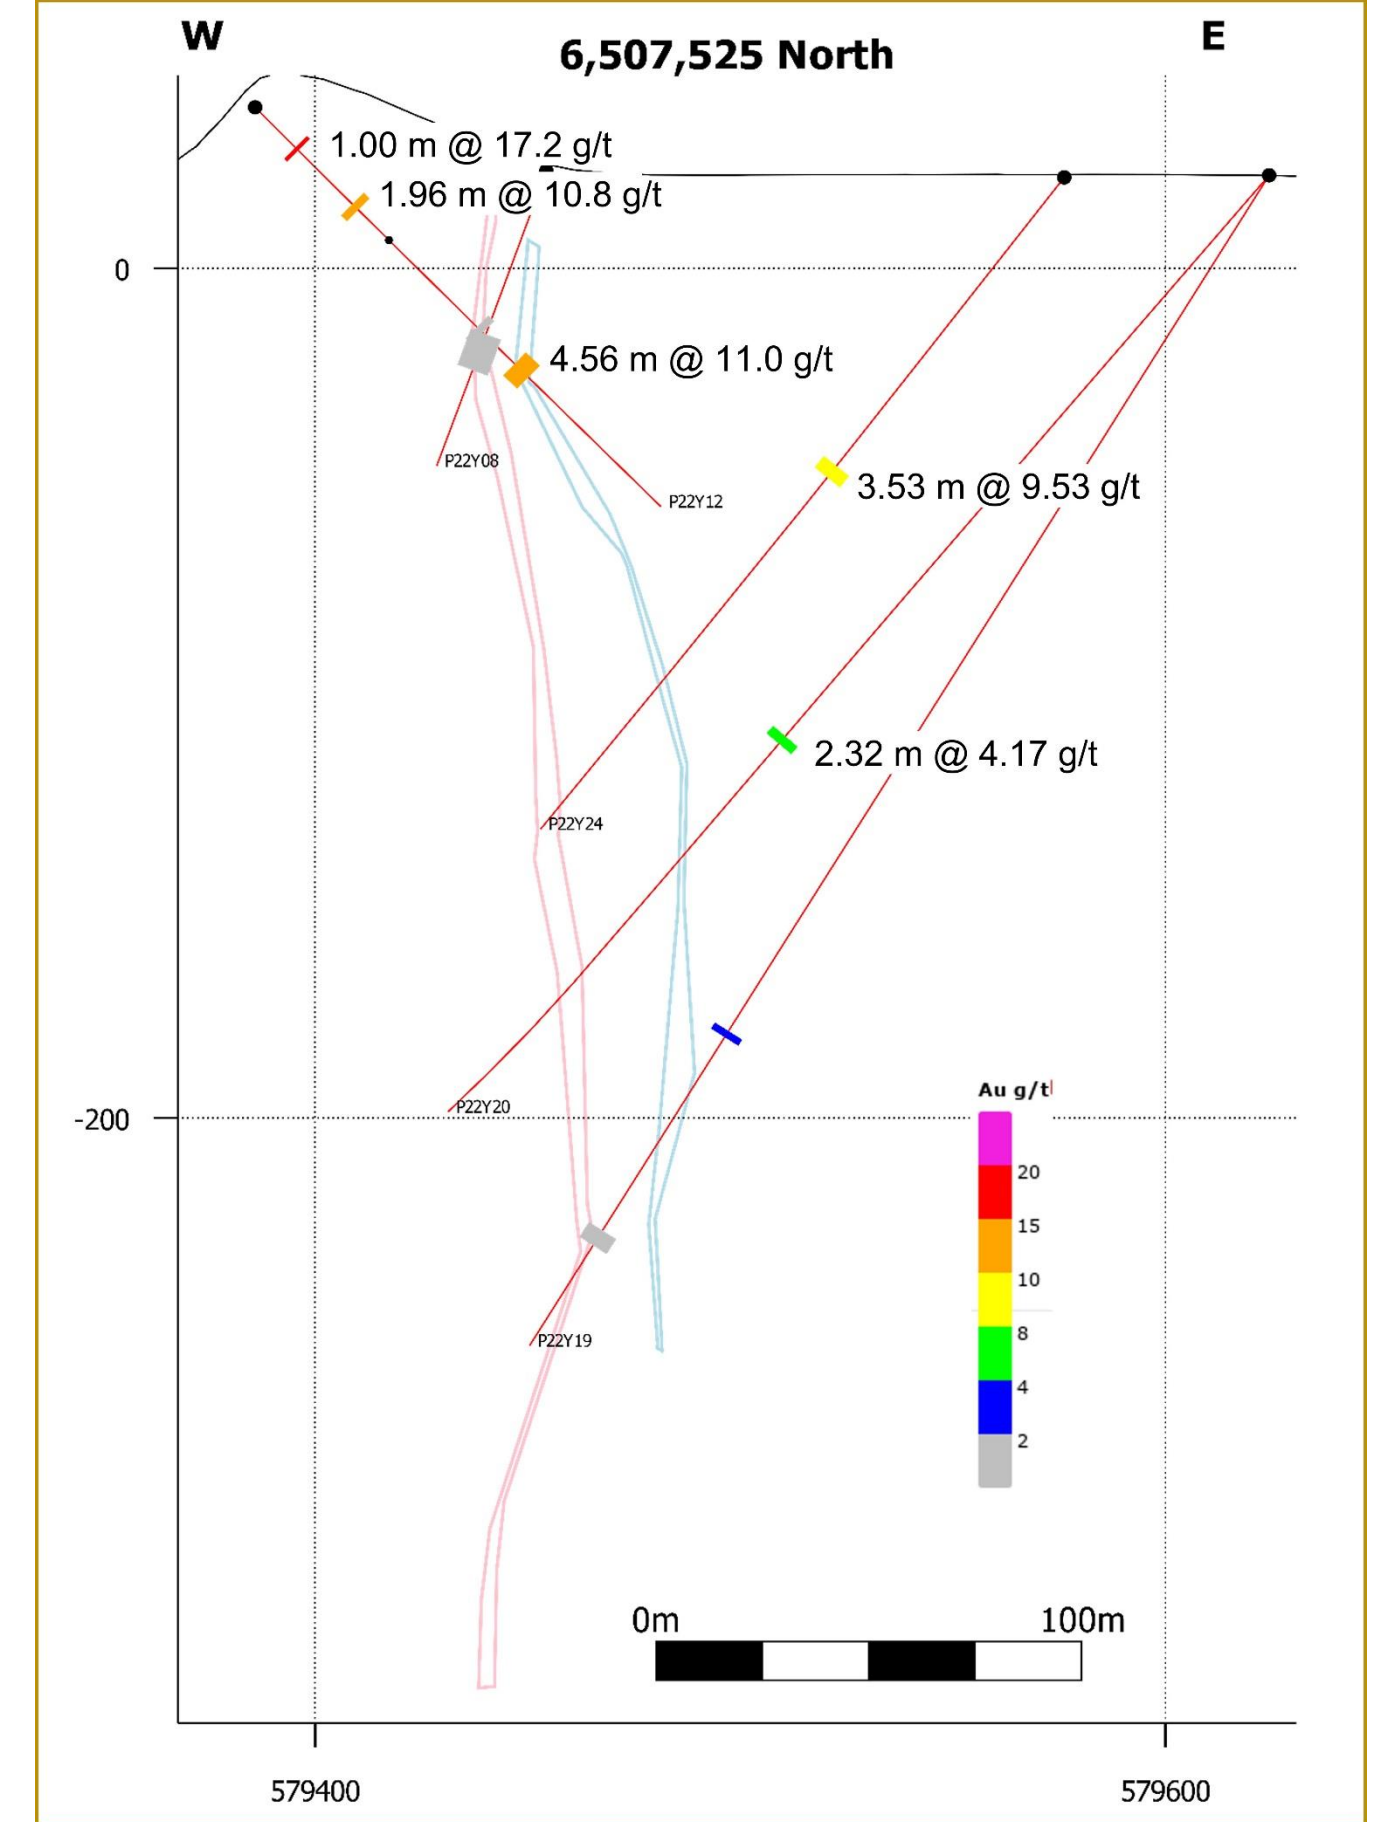 W
E
6,507,525 North
1.00 m @ 17.2 g/t
1.96 m @ 10.8 g/t
0
4.56 m @ 11.0 g/t
P22Y08
P22Y12
3.53 m @ 9.53 g/t
2.32 m @ 4.17 g/t
P22Y24
P22Y20
-200
Au g/t
20
15
10
8
4
2
P22Y19
0m
100m
579400
579600